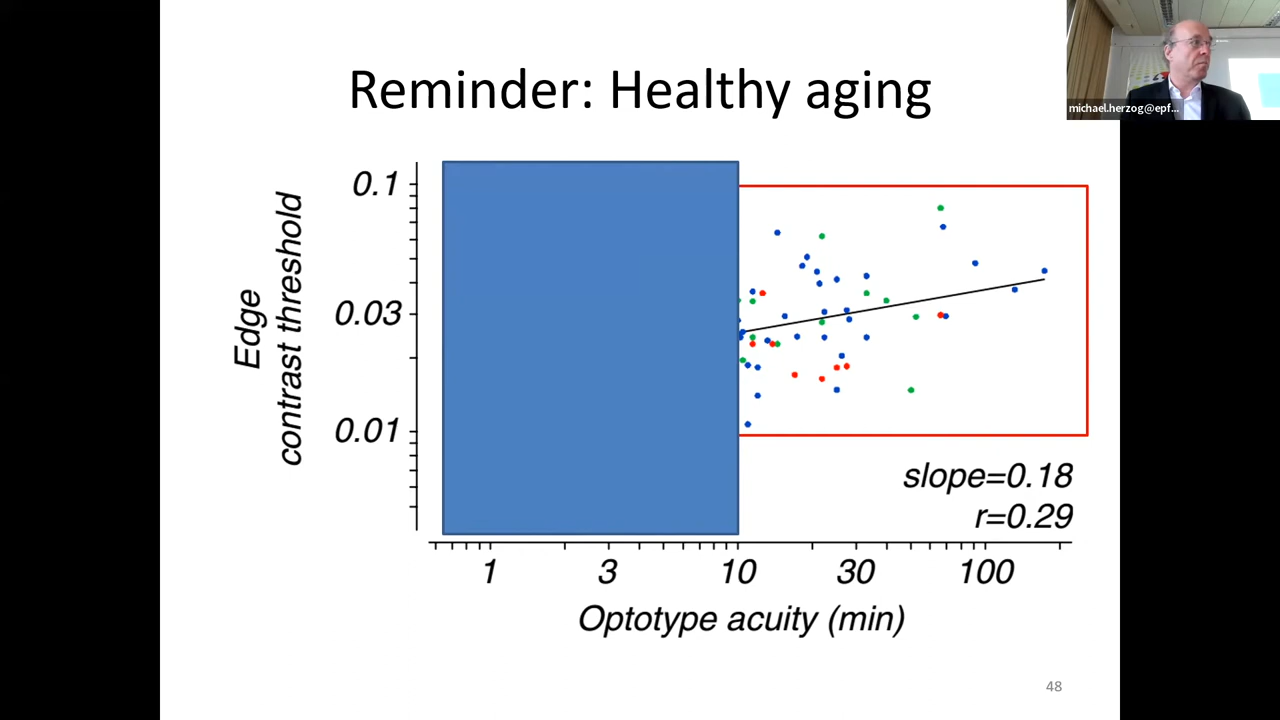 Reminder: Healthy aging
michael.herzog@epf...
Edge
contrast threshold
0.1
0.03
0.01
slope=0.18
r=0.29
1 3 10 30 100
Optotype acuity (min)
48